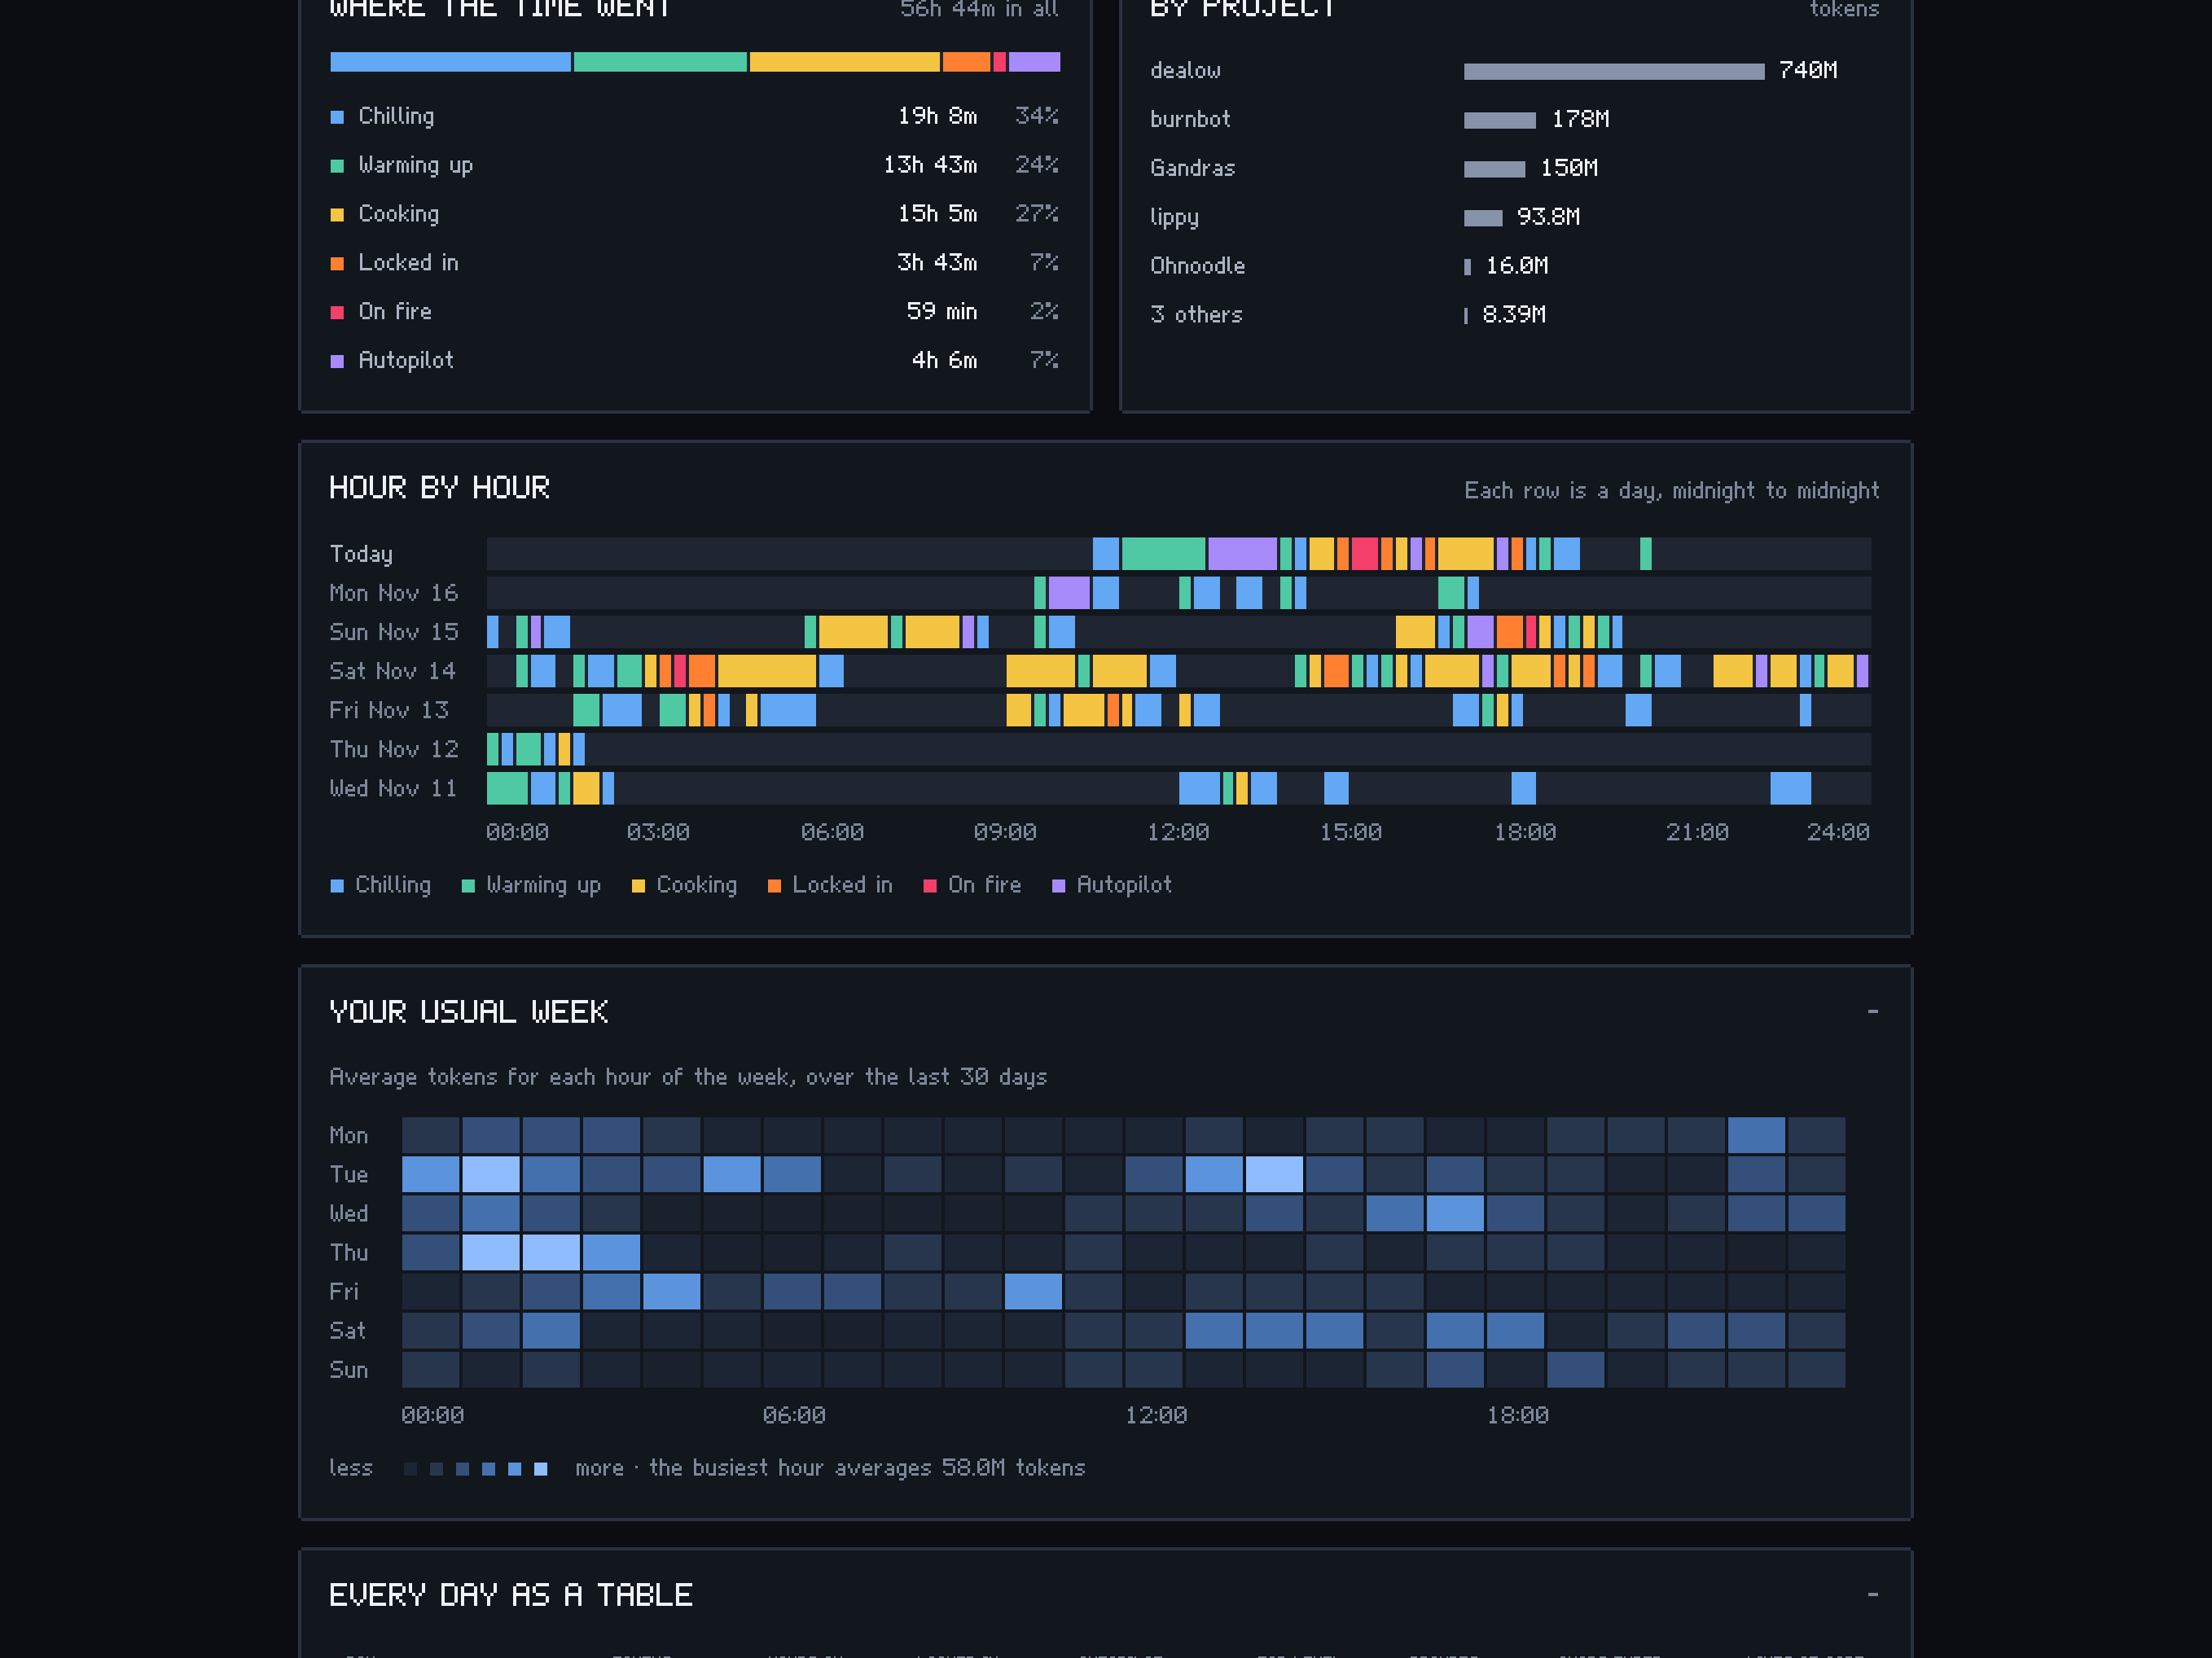 WHERE THE TIME WENT 56h 44m in all
Chilling 19h 8m 34%
Warming up 13h 43m 24%
Cooking 15h 5m 27%
Locked in 3h 43m 7%
On fire 59 min 2%
Autopilot 4h 6m 7%
BY PROJECT tokens
dealow 740M
burnbot 178M
Gandras 150M
lippy 93.8M
Ohnoodle 16.0M
3 others 8.39M
HOUR BY HOUR Each row is a day, midnight to midnight
Today
Mon Nov 16
Sun Nov 15
Sat Nov 14
Fri Nov 13
Thu Nov 12
Wed Nov 11
00:00 03:00 06:00 09:00 12:00 15:00 18:00 21:00 24:00
Chilling Warming up Cooking Locked in On fire Autopilot
YOUR USUAL WEEK -
Average tokens for each hour of the week, over the last 30 days
Mon
Tue
Wed
Thu
Fri
Sat
Sun
00:00 06:00 12:00 18:00
less more · the busiest hour averages 58.0M tokens
EVERY DAY AS A TABLE -